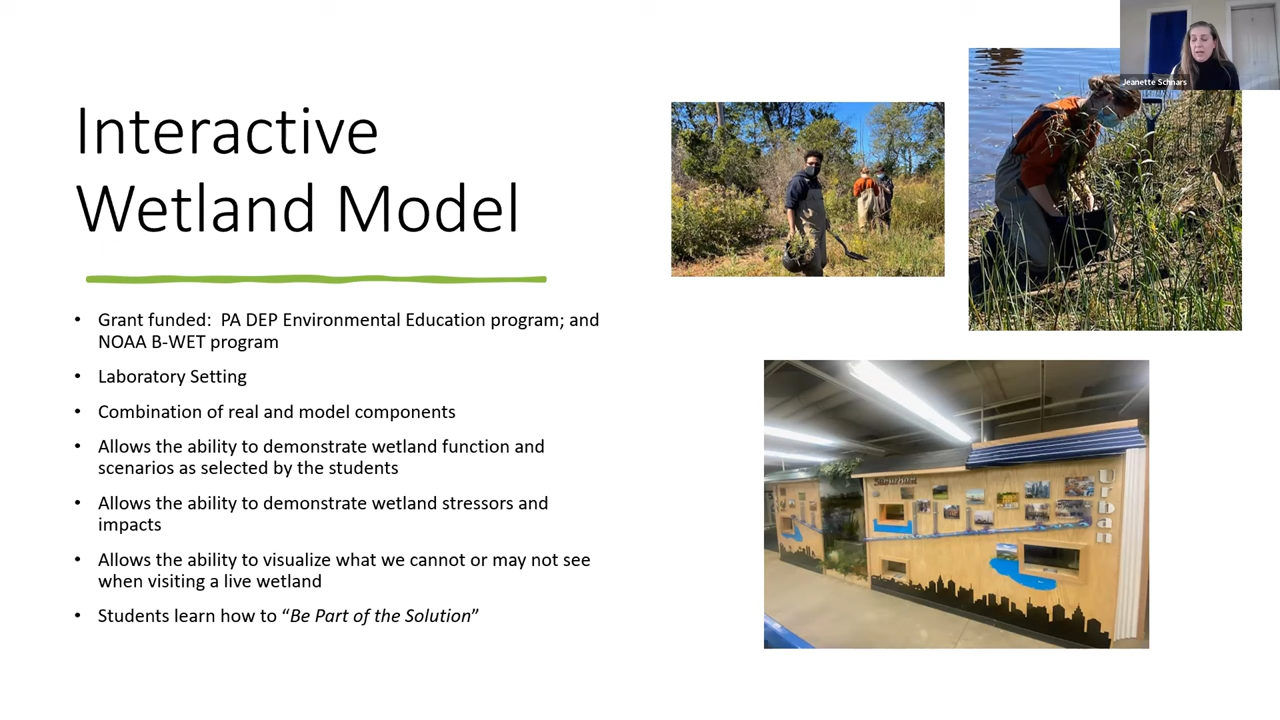 Jeanette Schnars
Interactive
Wetland Model
• Grant funded:  PA DEP Environmental Education program; and
NOAA B-WET program
• Laboratory Setting
• Combination of real and model components
• Allows the ability to demonstrate wetland function and
scenarios as selected by the students
• Allows the ability to demonstrate wetland stressors and
impacts
• Allows the ability to visualize what we cannot or may not see
when visiting a live wetland
• Students learn how to “Be Part of the Solution”
Urban